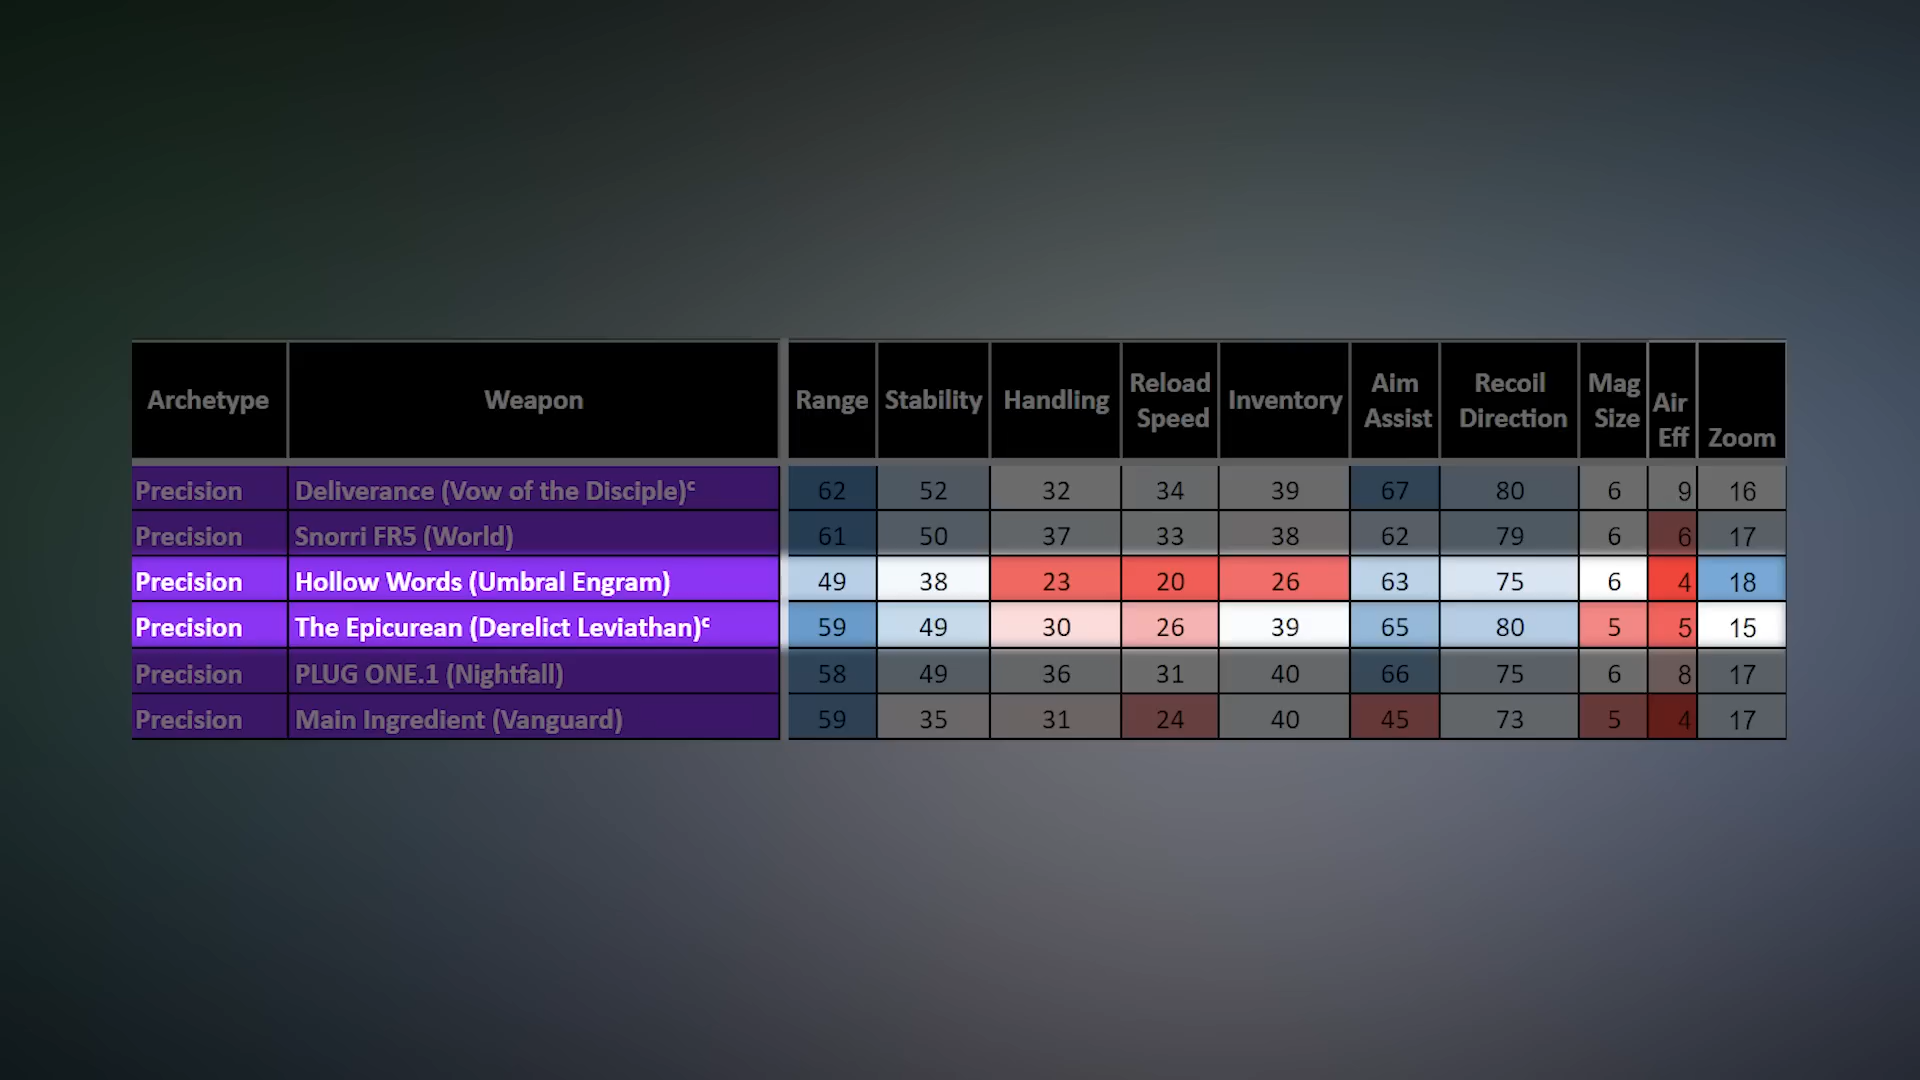 Archetype Weapon Range Stability Handling Reload Speed Inventory Aim Assist Recoil Direction Mag Size Air Eff Zoom
Precision Deliverance (Vow of the Disciple)ᶜ 62 52 32 34 39 67 80 6 9 16
Precision Snorri FR5 (World) 61 50 37 33 38 62 79 6 6 17
Precision Hollow Words (Umbral Engram) 49 38 23 20 26 63 75 6 4 18
Precision The Epicurean (Derelict Leviathan)ᶜ 59 49 30 26 39 65 80 5 5 15
Precision PLUG ONE.1 (Nightfall) 58 49 36 31 40 66 75 6 8 17
Precision Main Ingredient (Vanguard) 59 35 31 24 40 45 73 5 4 17